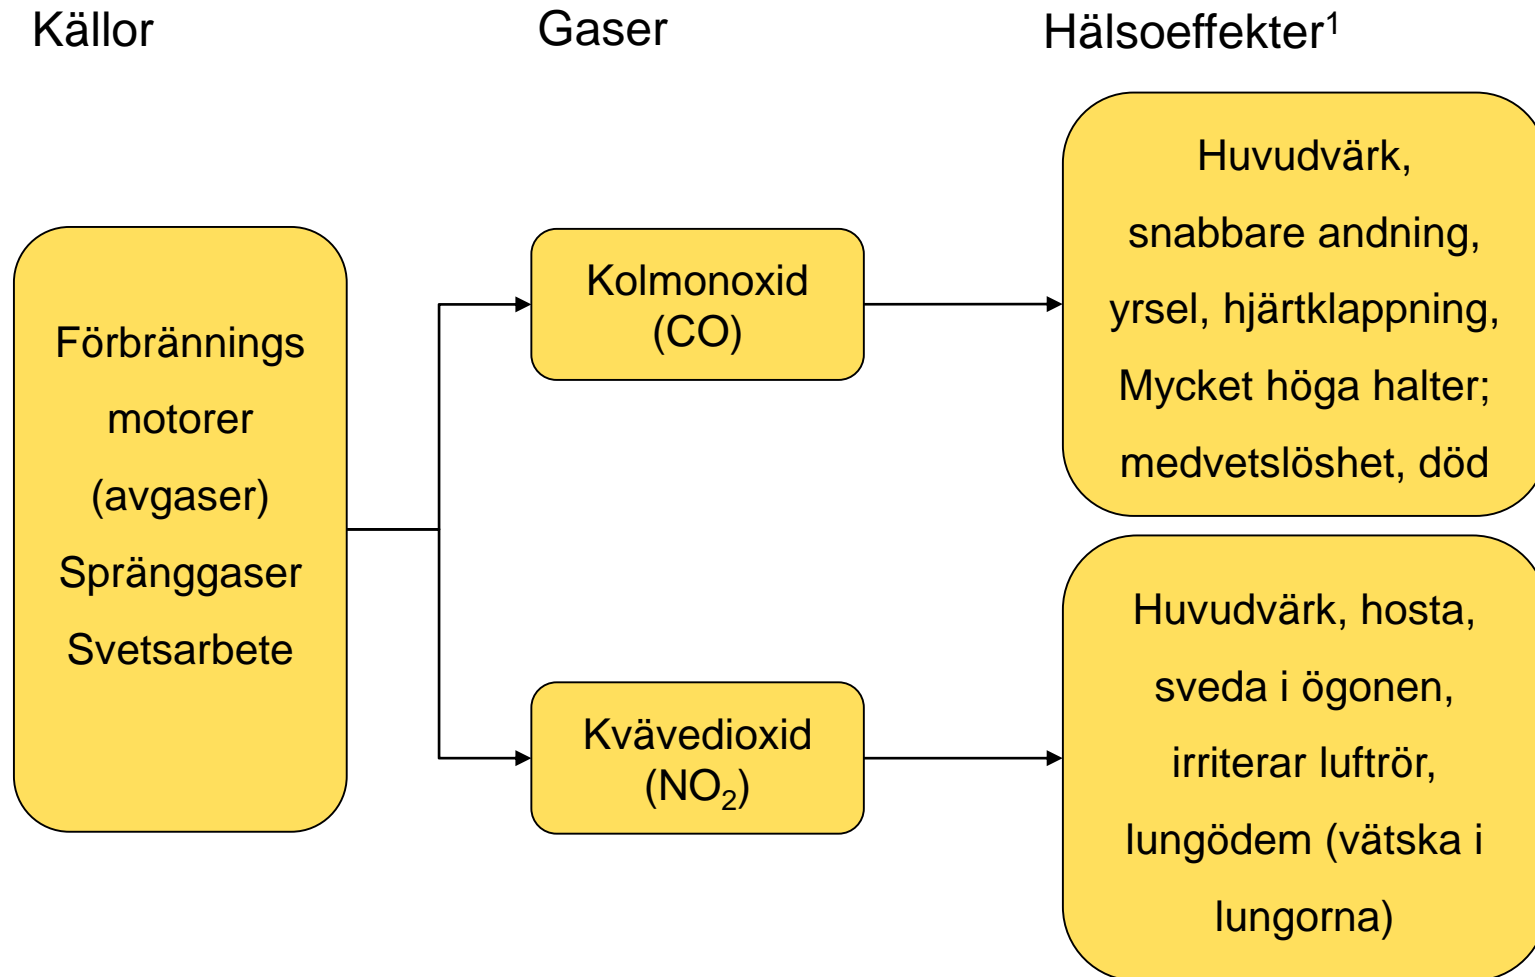 Källor
Gaser
Hälsoeffekter¹
Förbrännings
motorer
(avgaser)
Spränggaser
Svetsarbete
Kolmonoxid
(CO)
Huvudvärk,
snabbare andning,
yrsel, hjärtklappning,
Mycket höga halter;
medvetslöshet, död
Kvävedioxid
(NO₂)
Huvudvärk, hosta,
sveda i ögonen,
irriterar luftrör,
lungödem (vätska i
lungorna)